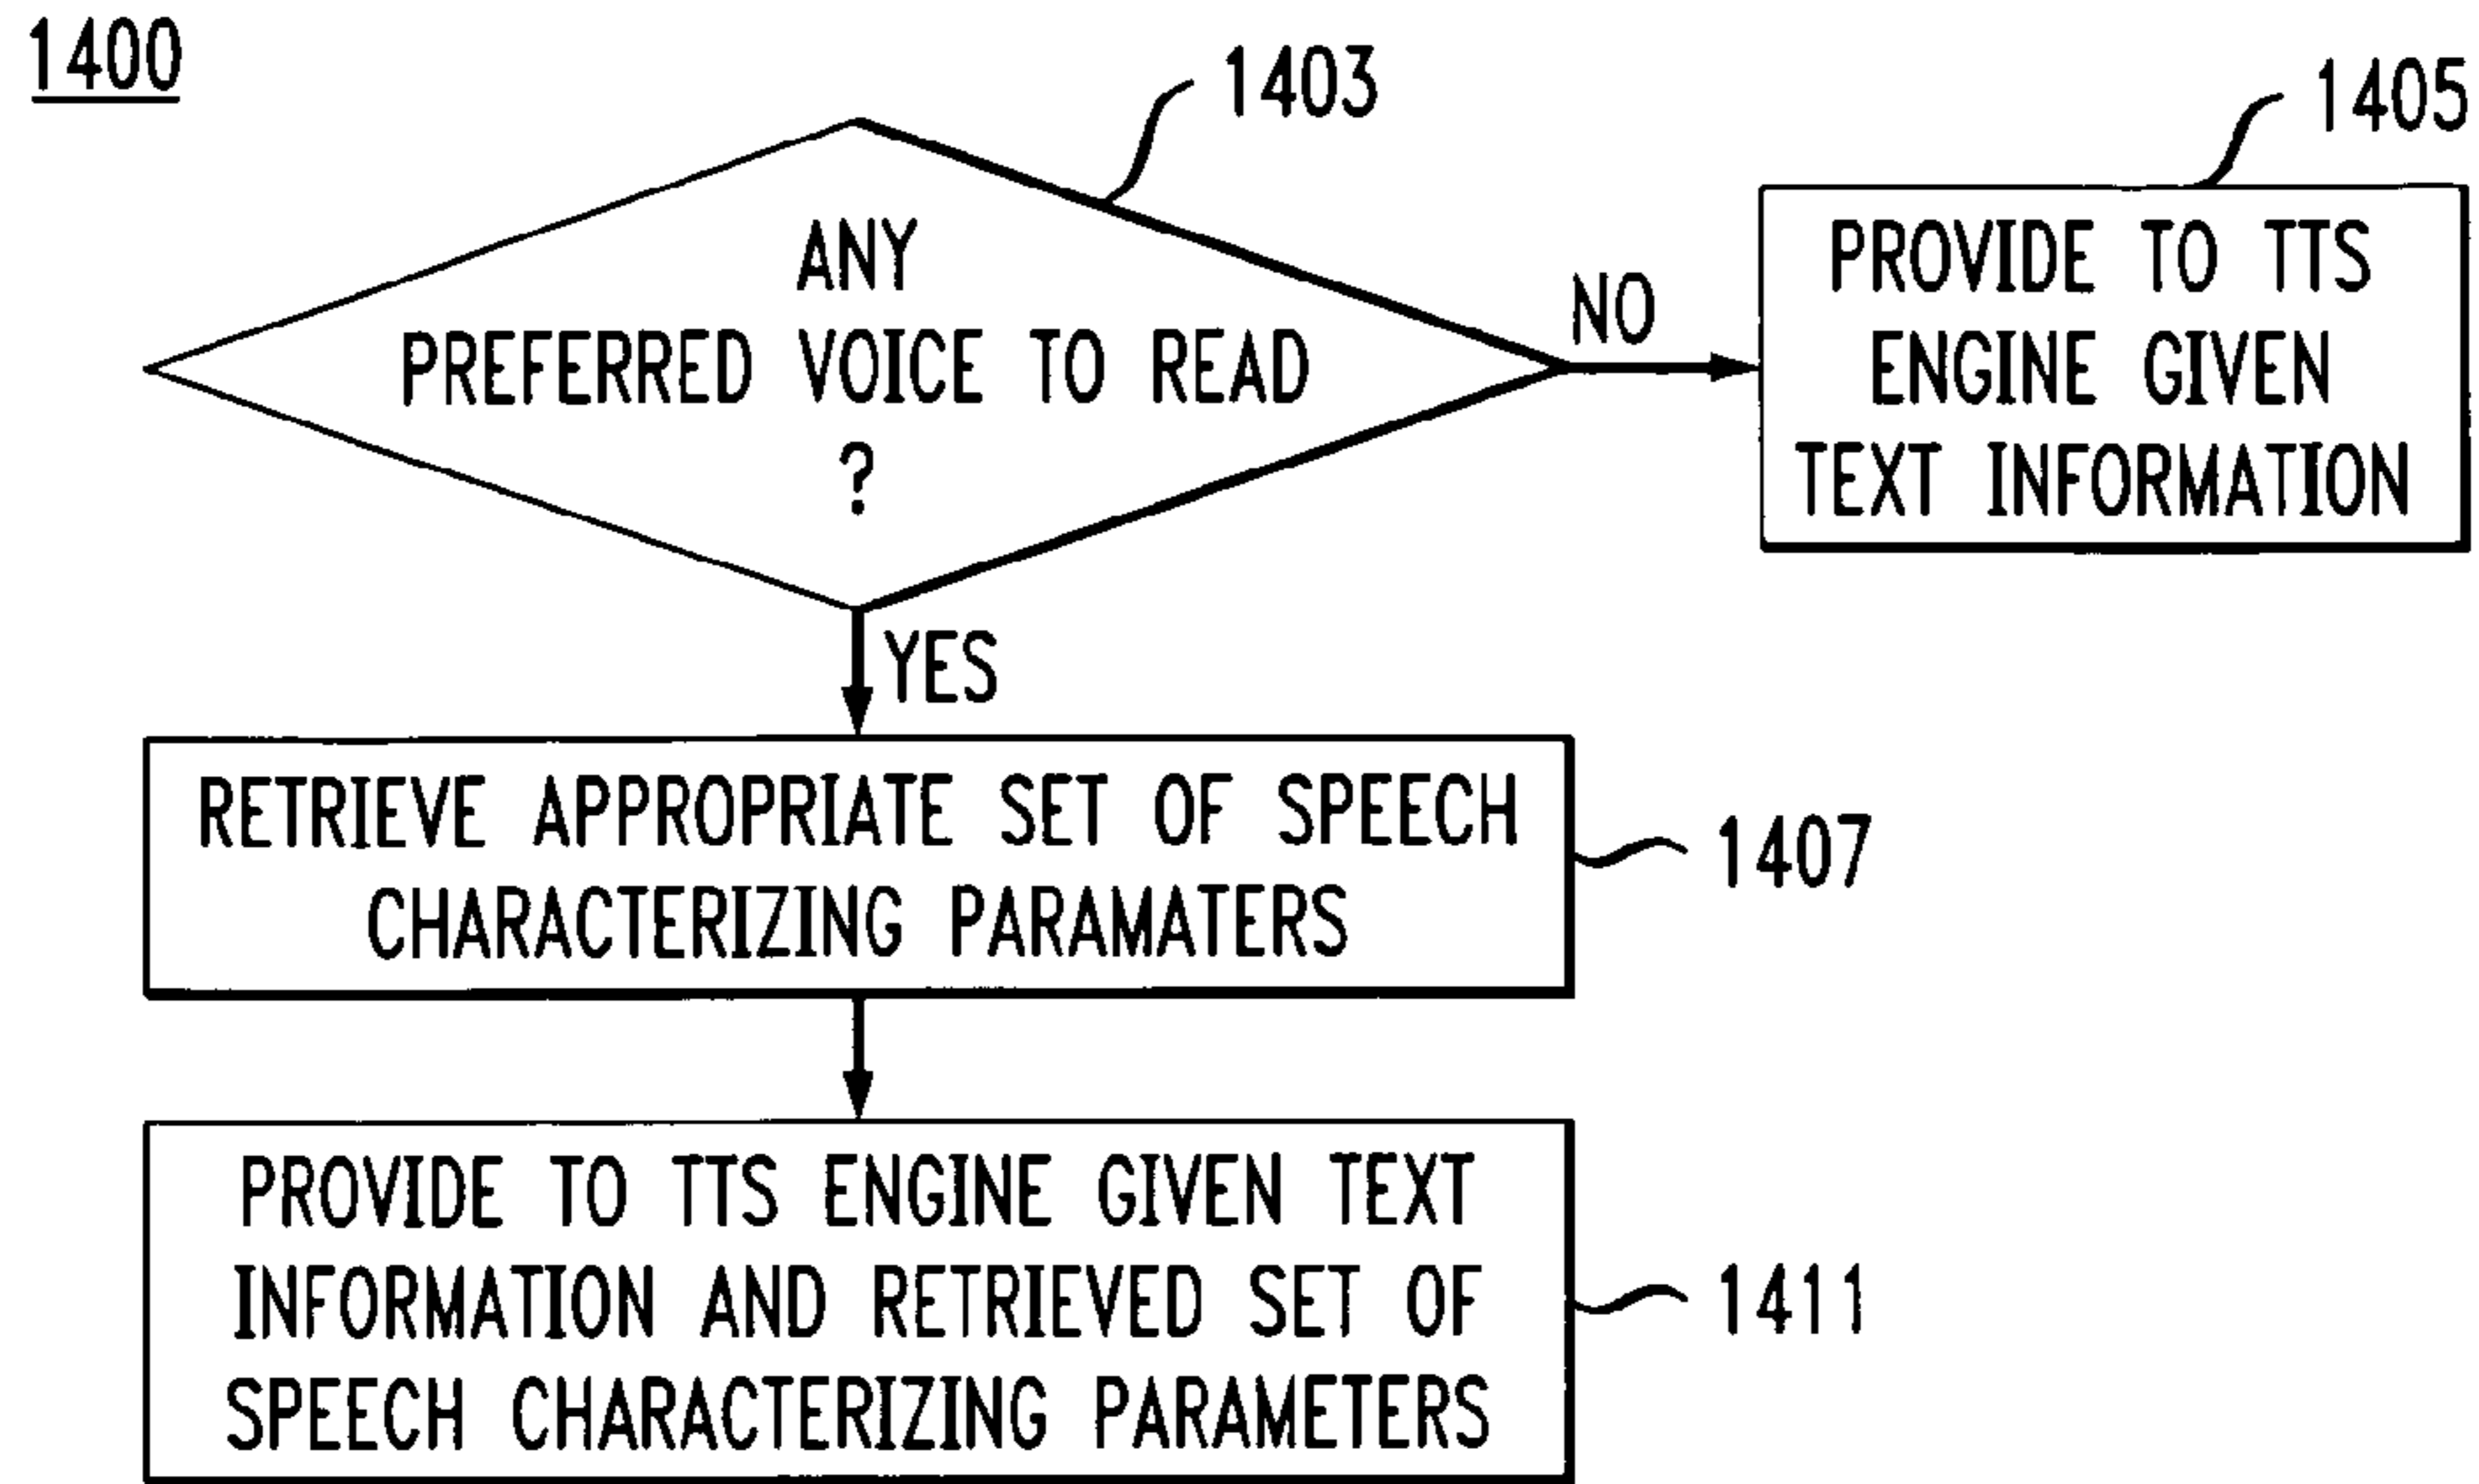 1400
1403
ANY
PREFERRED VOICE TO READ
?
NO
1405
PROVIDE TO TTS
ENGINE GIVEN
TEXT INFORMATION
YES
RETRIEVE APPROPRIATE SET OF SPEECH
CHARACTERIZING PARAMATERS
1407
PROVIDE TO TTS ENGINE GIVEN TEXT
INFORMATION AND RETRIEVED SET OF
SPEECH CHARACTERIZING PARAMETERS
1411